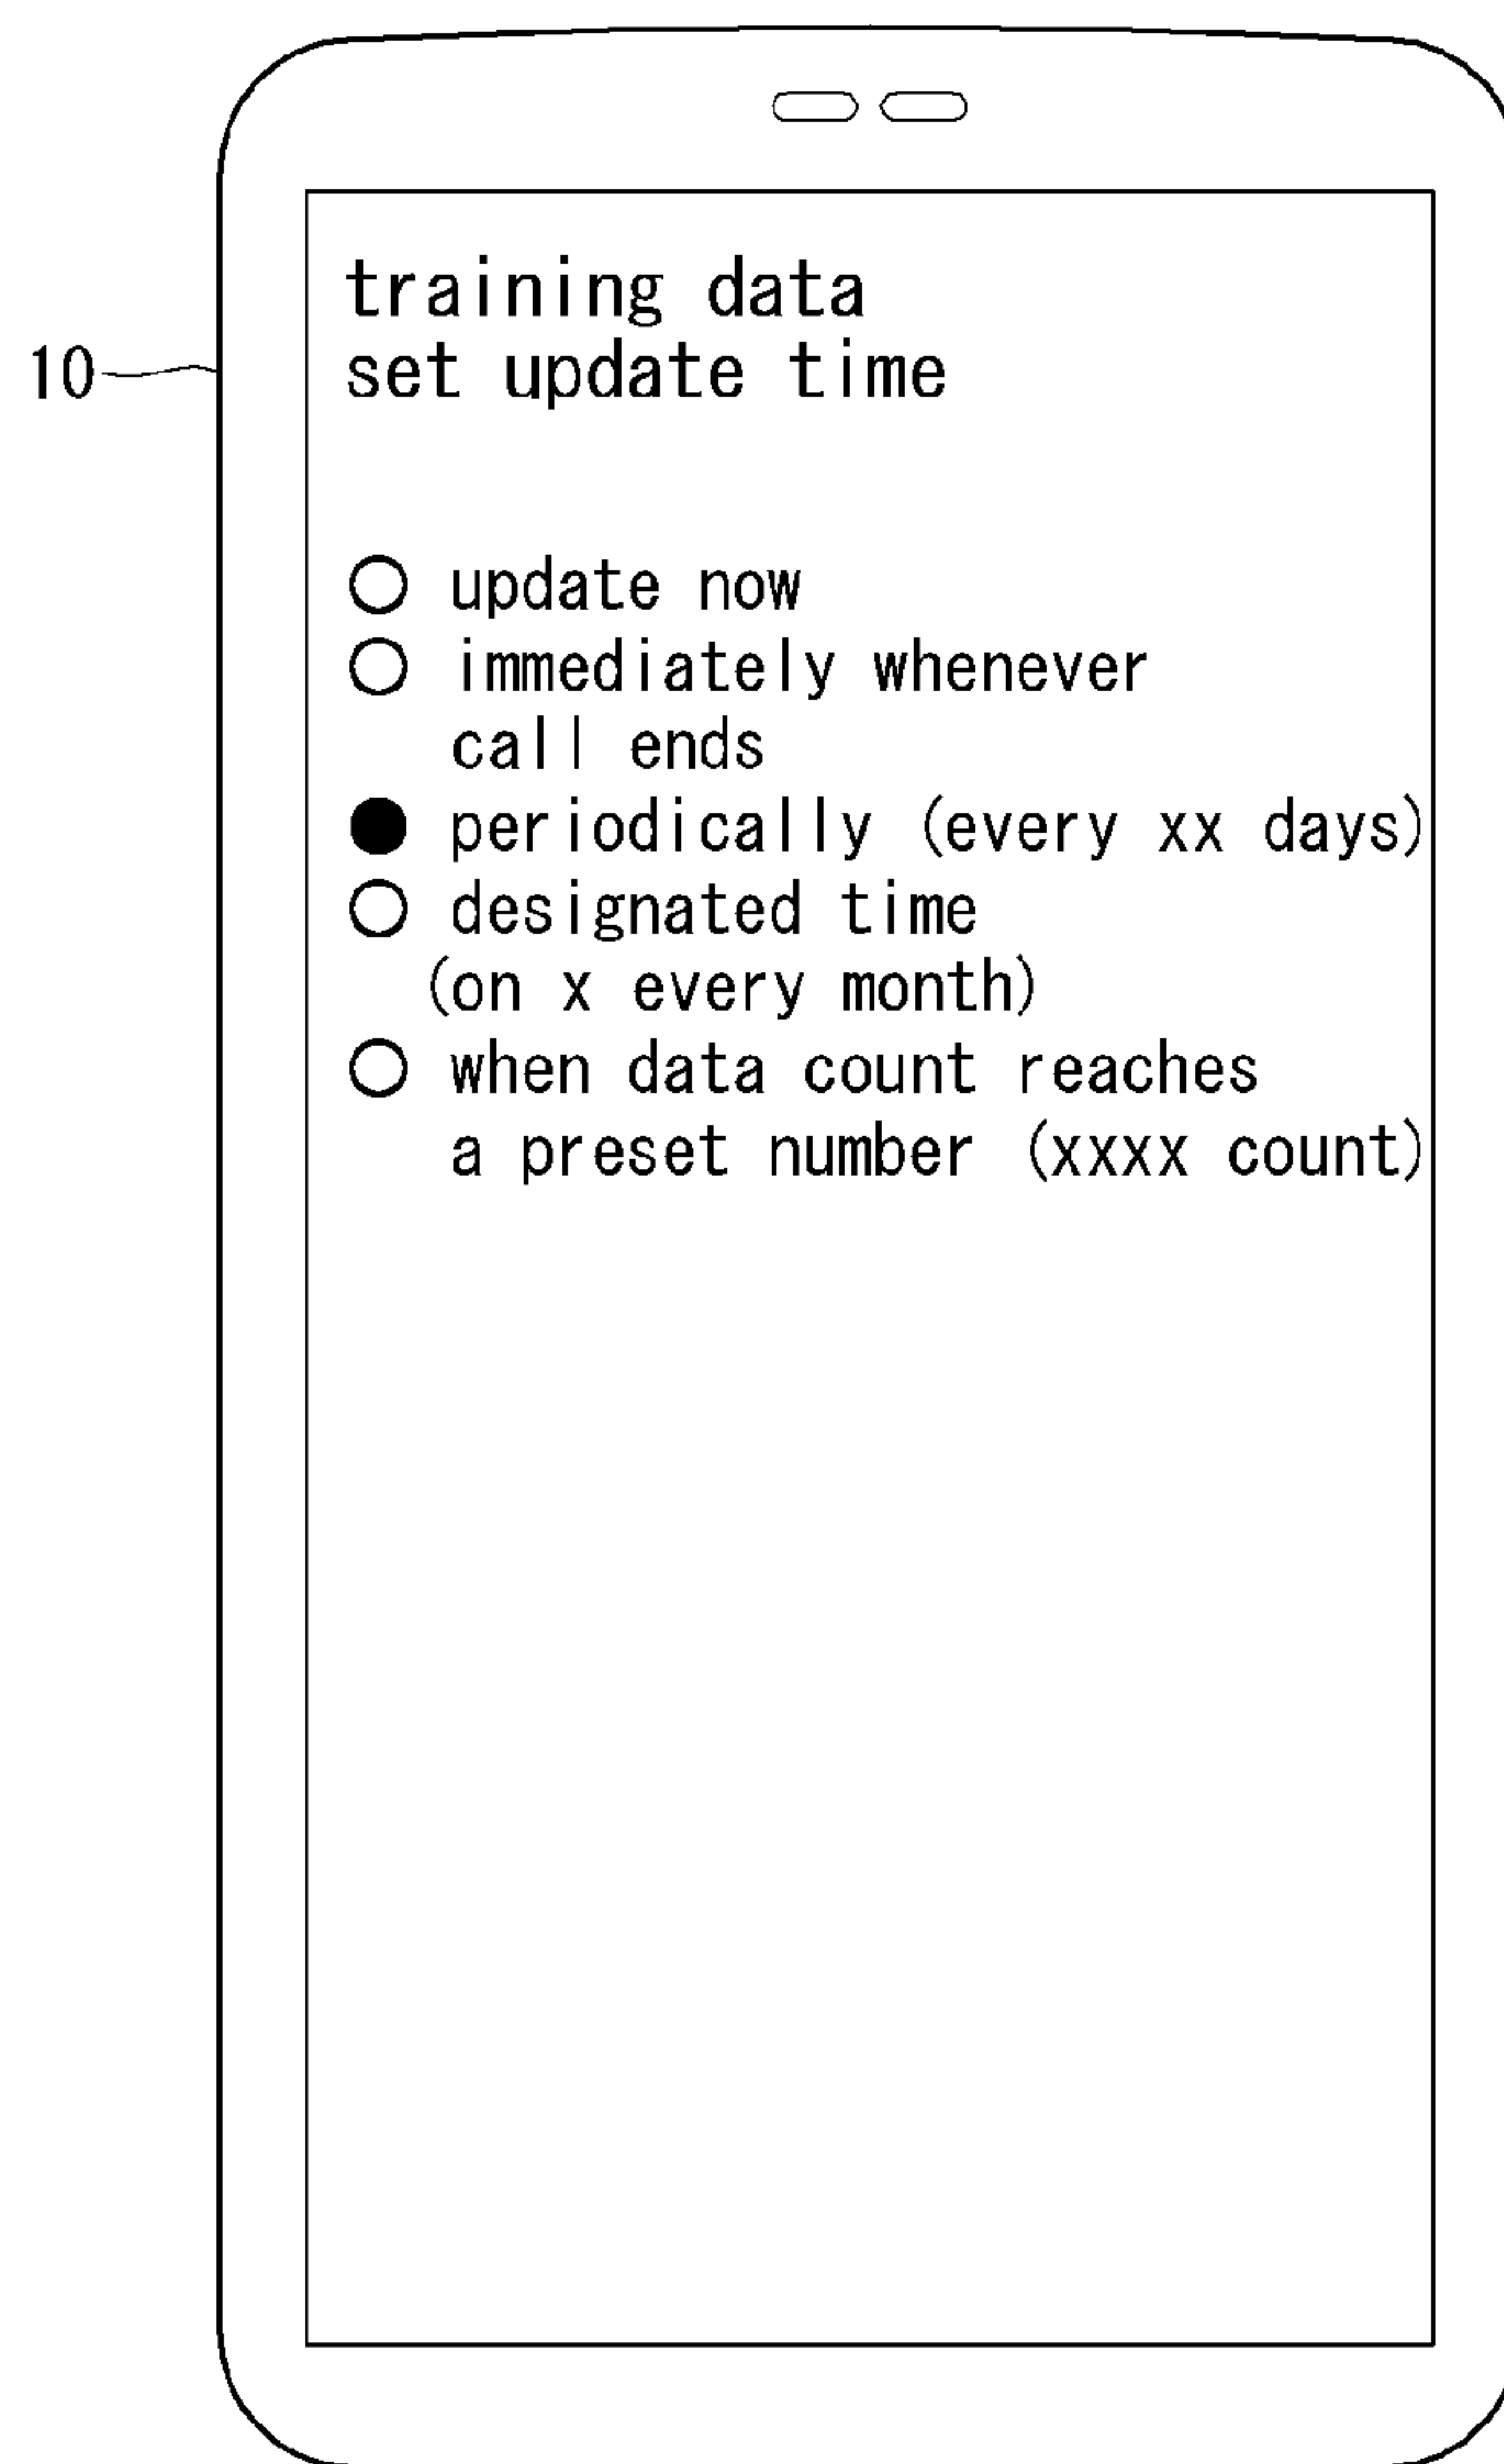 training data
set update time
10
update now
immediately whenever
call ends
periodically (every xx days)
designated time
(on x every month)
when data count reaches
a preset number (xxxx count)